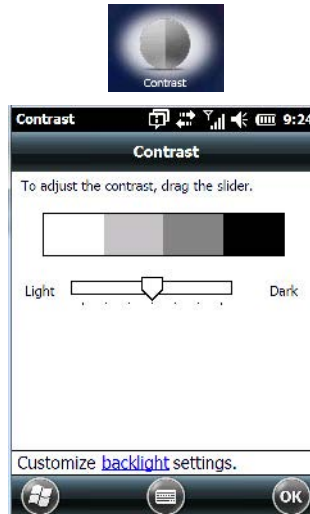 Contrast
Contrast 9:24
Contrast
To adjust the contrast, drag the slider.
Light Dark
Customize backlight settings.
OK